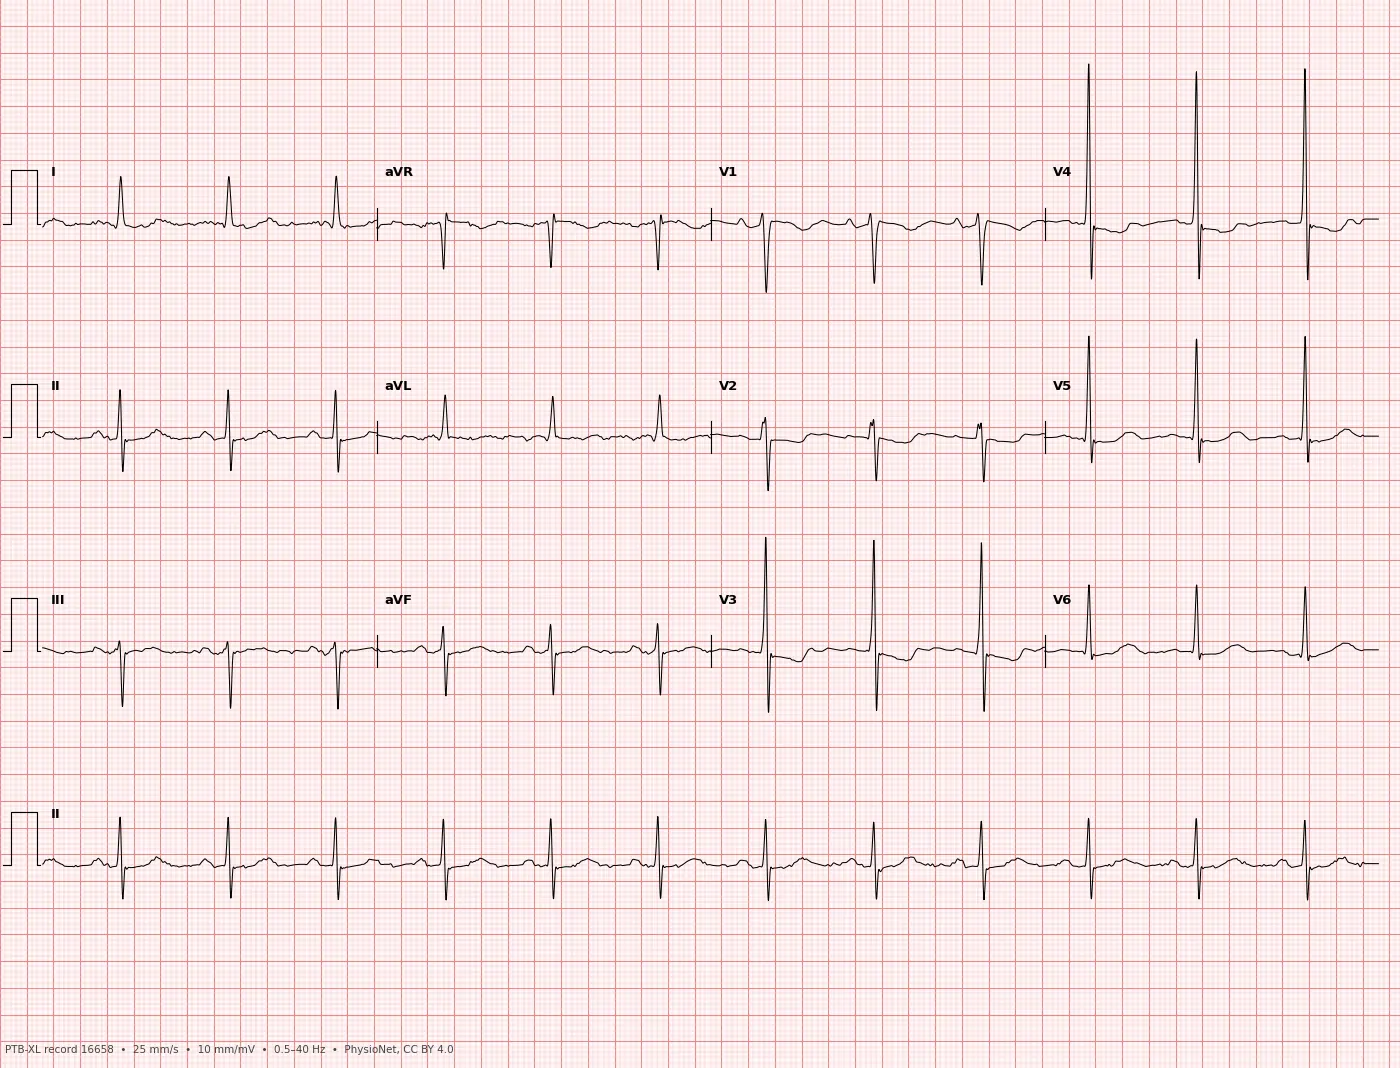 I aVR V1 V4
II aVL V2 V5
III aVF V3 V6
II
PTB-XL record 16658 • 25 mm/s • 10 mm/mV • 0.5–40 Hz • PhysioNet, CC BY 4.0